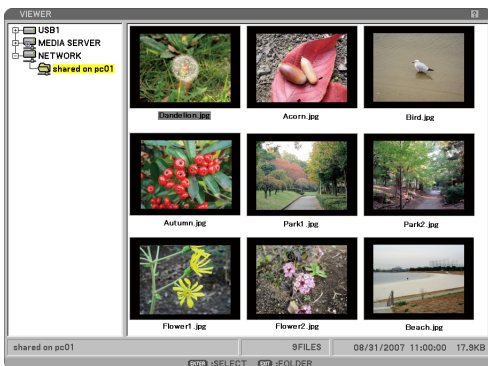 VIEWER ?
USB1
MEDIA SERVER
NETWORK
shared on pc01
Dandelion.jpg Acorn.jpg Bird.jpg
Autumn.jpg Park1.jpg Park2.jpg
Flower1.jpg Flower2.jpg Beach.jpg
shared on pc01 9FILES 08/31/2007 11:00:00 17.9KB
ENTER :SELECT EXIT :FOLDER